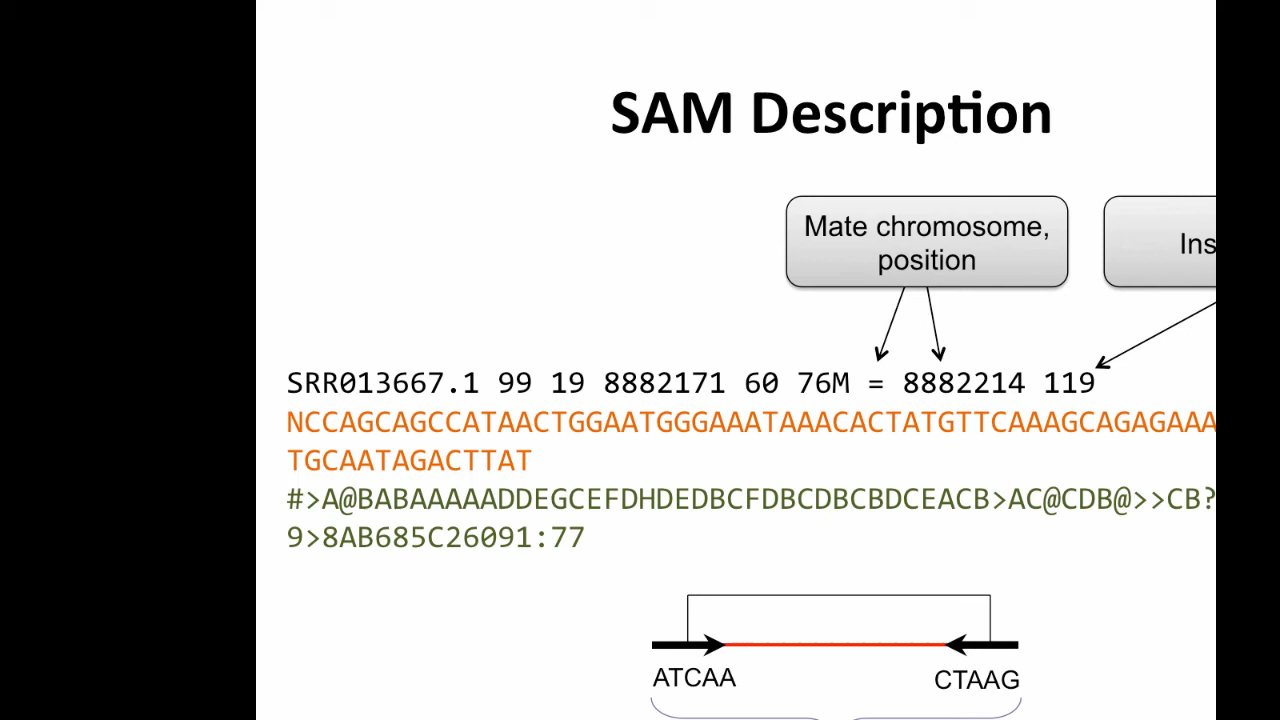 SAM Description
Mate chromosome,
position
Ins
SRR013667.1 99 19 8882171 60 76M = 8882214 119
NCCAGCAGCCATAACTGGAATGGGAAATAAACACTATGTTCAAAGCAGAGAAA
TGCAATAGACTTAT
#>A@BABAAAAADDEGCEFDHDEDBCFDBCDBCBDCEACB>AC@CDB@>>CB?
9>8AB685C26091:77
ATCAA
CTAAG